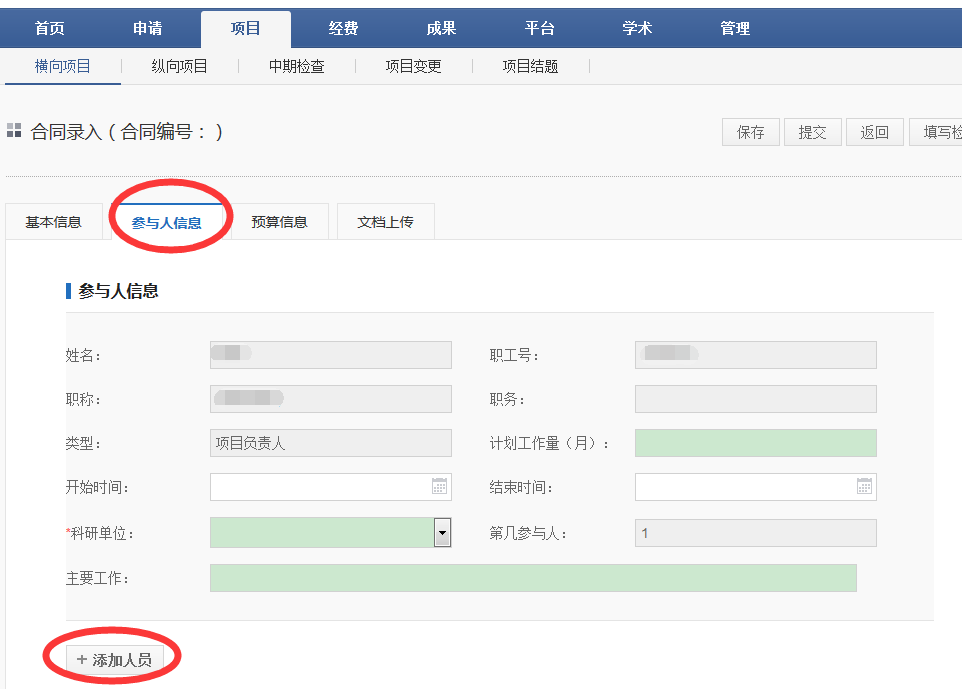 首页 申请 项目 经费 成果 平台 学术 管理
横向项目 纵向项目 中期检查 项目变更 项目结题
合同录入（合同编号：） 保存 提交 返回 填写检
基本信息 参与人信息 预算信息 文档上传
参与人信息
姓名： 职工号：
职称： 职务：
类型： 项目负责人 计划工作量（月）：
开始时间： 结束时间：
*科研单位： 第几参与人： 1
主要工作：
+ 添加人员